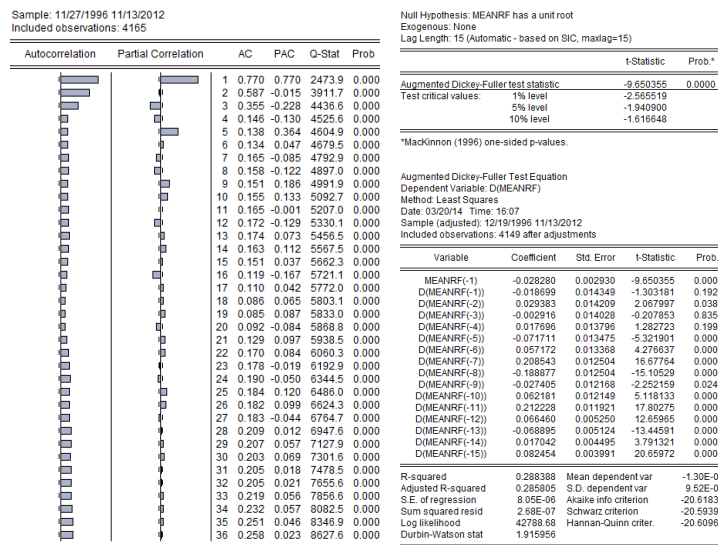 Sample: 11/27/1996 11/13/2012
Included observations: 4165
Autocorrelation Partial Correlation AC PAC Q-Stat Prob
1 0.770 0.770 2473.9 0.000
2 0.587 -0.015 3911.7 0.000
3 0.355 -0.228 4436.6 0.000
4 0.146 -0.130 4525.6 0.000
5 0.138 0.364 4604.9 0.000
6 0.134 0.047 4679.5 0.000
7 0.165 -0.085 4792.9 0.000
8 0.158 -0.122 4897.0 0.000
9 0.151 0.186 4991.9 0.000
10 0.155 0.133 5092.7 0.000
11 0.165 -0.001 5207.0 0.000
12 0.172 -0.129 5330.1 0.000
13 0.174 0.073 5456.5 0.000
14 0.163 0.112 5567.5 0.000
15 0.151 0.037 5662.3 0.000
16 0.119 -0.167 5721.1 0.000
17 0.110 0.042 5772.0 0.000
18 0.086 0.065 5803.1 0.000
19 0.085 0.087 5833.0 0.000
20 0.092 -0.084 5868.8 0.000
21 0.129 0.097 5938.5 0.000
22 0.170 0.084 6060.3 0.000
23 0.178 -0.019 6192.9 0.000
24 0.190 -0.050 6344.5 0.000
25 0.184 0.120 6486.0 0.000
26 0.182 0.099 6624.3 0.000
27 0.183 -0.044 6764.7 0.000
28 0.209 0.012 6947.6 0.000
29 0.207 0.057 7127.9 0.000
30 0.203 0.069 7301.6 0.000
31 0.205 0.018 7478.5 0.000
32 0.205 0.021 7655.6 0.000
33 0.219 0.056 7856.6 0.000
34 0.232 0.057 8082.5 0.000
35 0.251 0.046 8346.9 0.000
36 0.258 0.023 8627.6 0.000
Null Hypothesis: MEANRF has a unit root
Exogenous: None
Lag Length: 15 (Automatic - based on SIC, maxlag=15)
t-Statistic Prob.*
Augmented Dickey-Fuller test statistic -9.650355 0.0000
Test critical values: 1% level -2.565519
5% level -1.940900
10% level -1.616648
*MacKinnon (1996) one-sided p-values.
Augmented Dickey-Fuller Test Equation
Dependent Variable: D(MEANRF)
Method: Least Squares
Date: 03/20/14 Time: 16:07
Sample (adjusted): 12/19/1996 11/13/2012
Included observations: 4149 after adjustments
Variable Coefficient Std. Error t-Statistic Prob.
MEANRF(-1) -0.028280 0.002930 -9.650355 0.000
D(MEANRF(-1)) -0.018699 0.014349 -1.303181 0.192
D(MEANRF(-2)) 0.029383 0.014209 2.067997 0.038
D(MEANRF(-3)) -0.002916 0.014028 -0.207853 0.835
D(MEANRF(-4)) 0.017696 0.013796 1.282723 0.199
D(MEANRF(-5)) -0.071711 0.013475 -5.321901 0.000
D(MEANRF(-6)) 0.057172 0.013368 4.276637 0.000
D(MEANRF(-7)) 0.208543 0.012504 16.67764 0.000
D(MEANRF(-8)) -0.188877 0.012504 -15.10529 0.000
D(MEANRF(-9)) -0.027405 0.012168 -2.252159 0.024
D(MEANRF(-10)) 0.062181 0.012149 5.118133 0.000
D(MEANRF(-11)) 0.212228 0.011921 17.80275 0.000
D(MEANRF(-12)) 0.066460 0.005250 12.65965 0.000
D(MEANRF(-13)) -0.068895 0.005124 -13.44591 0.000
D(MEANRF(-14)) 0.017042 0.004495 3.791321 0.000
D(MEANRF(-15)) 0.082454 0.003991 20.65972 0.000
R-squared 0.288388 Mean dependent var -1.30E-0
Adjusted R-squared 0.285805 S.D. dependent var 9.52E-0
S.E. of regression 8.05E-06 Akaike info criterion -20.6183
Sum squared resid 2.68E-07 Schwarz criterion -20.5939
Log likelihood 42788.68 Hannan-Quinn criter. -20.6096
Durbin-Watson stat 1.915956